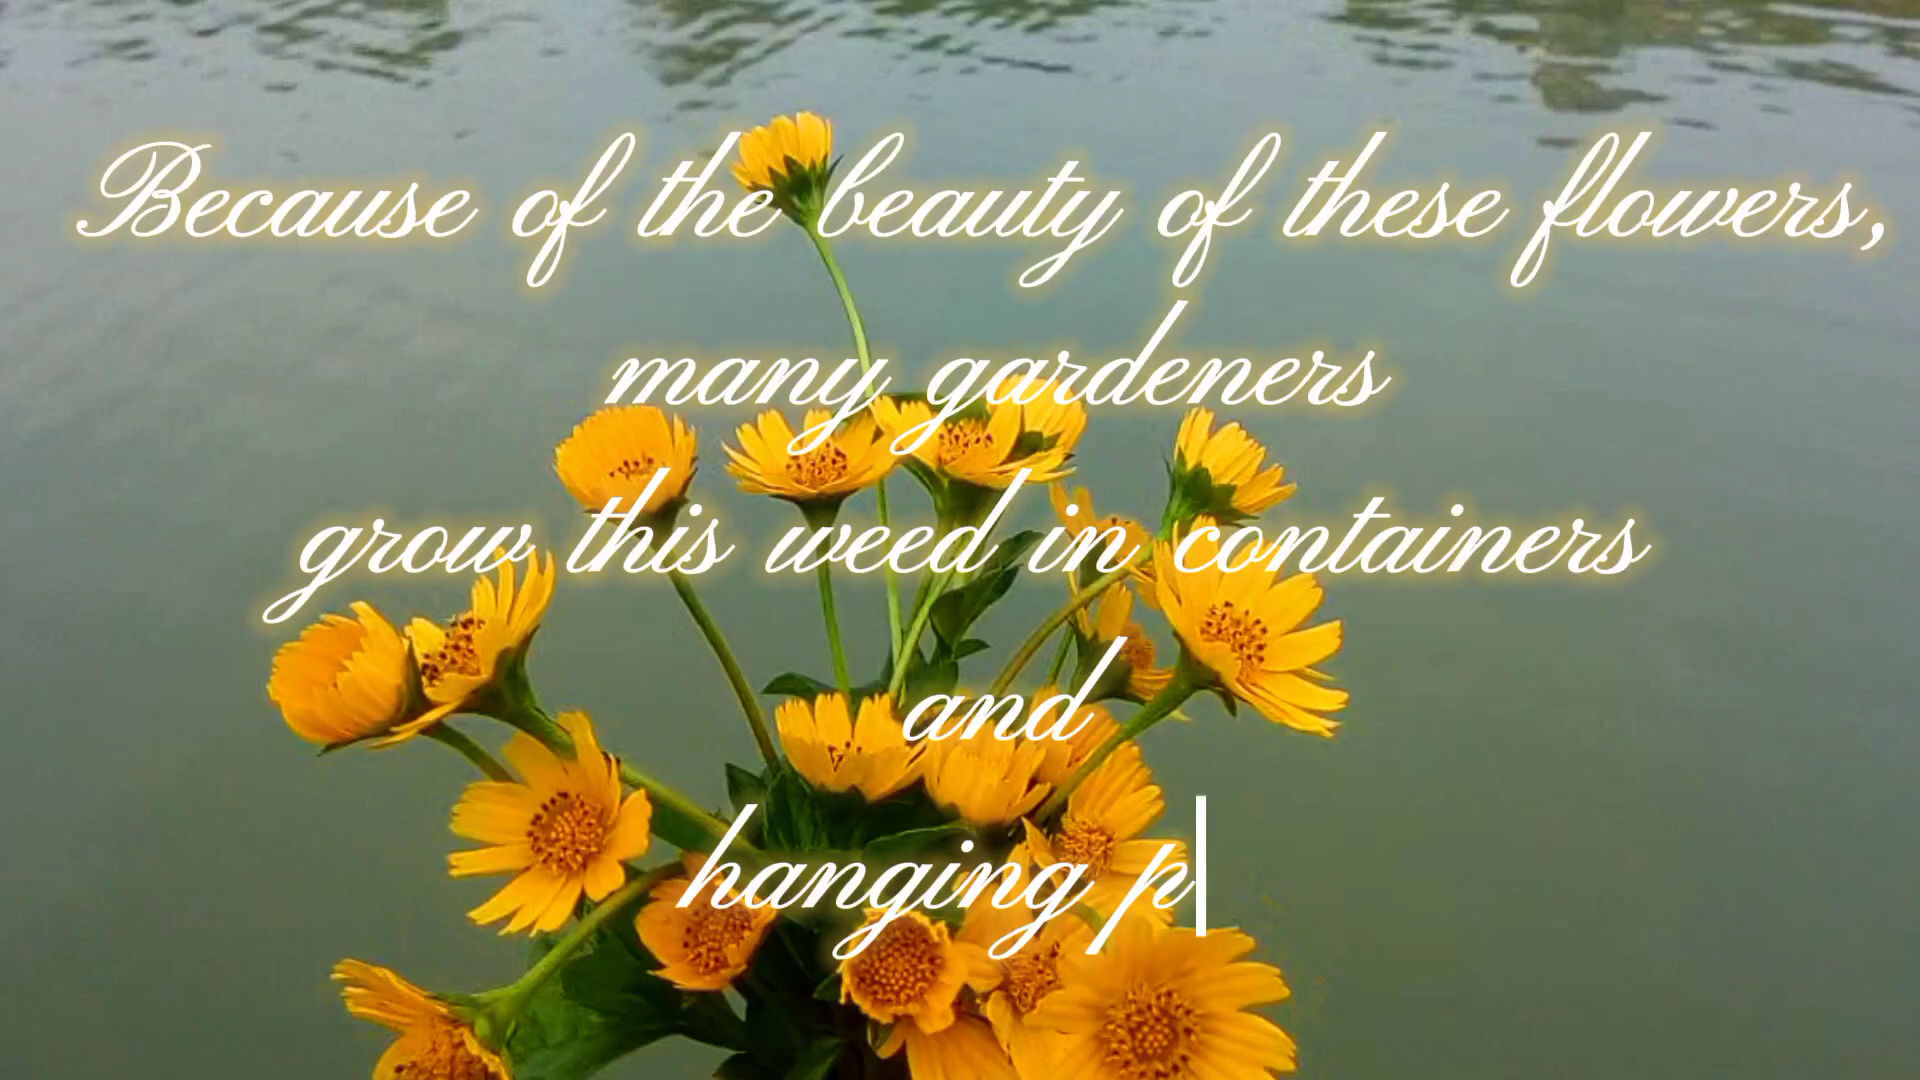 Because of the beauty of these flowers,
many gardeners
grow this weed in containers
and
hanging p